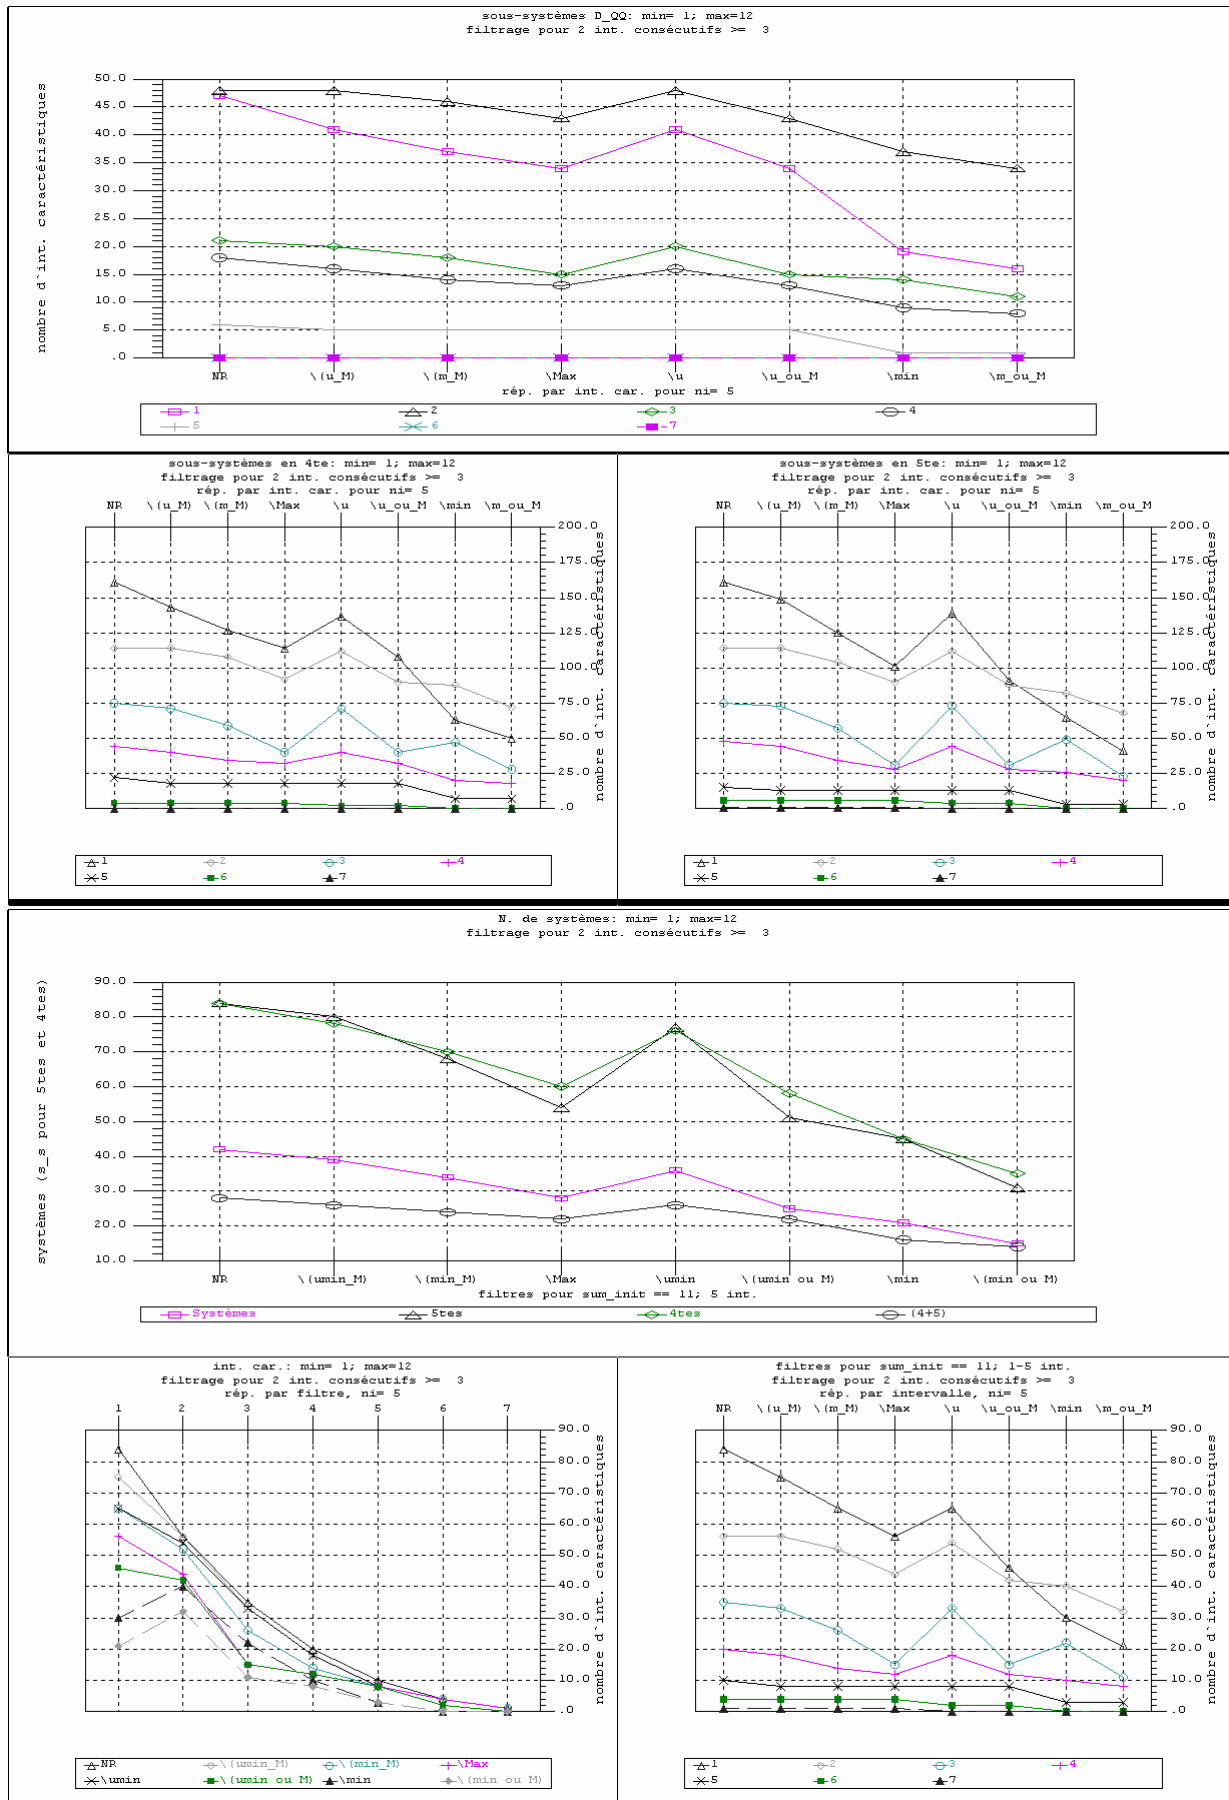 sous-systèmes D_QQ: min= 1; max=12
filtrage pour 2 int. consécutifs >= 3
nombre d`int. caractéristiques
50.0
45.0
40.0
35.0
30.0
25.0
20.0
15.0
10.0
5.0
.0
NR \(u_M) \(m_M) \Max \u \u_ou_M \min \m_ou_M
rép. par int. car. pour ni= 5
1 2 3 4
5 6 7
sous-systèmes en 4te: min= 1; max=12
filtrage pour 2 int. consécutifs >= 3
rép. par int. car. pour ni= 5
NR \(u_M) \(m_M) \Max \u \u_ou_M \min \m_ou_M
200.0
175.0
150.0
125.0
100.0
75.0
50.0
25.0
.0
nombre d`int. caractéristiques
1 2 3 4
5 6 7
sous-systèmes en 5te: min= 1; max=12
filtrage pour 2 int. consécutifs >= 3
rép. par int. car. pour ni= 5
NR \(u_M) \(m_M) \Max \u \u_ou_M \min \m_ou_M
200.0
175.0
150.0
125.0
100.0
75.0
50.0
25.0
.0
nombre d`int. caractéristiques
1 2 3 4
5 6 7
N. de systèmes: min= 1; max=12
filtrage pour 2 int. consécutifs >= 3
systèmes (s_s pour 5tes et 4tes)
90.0
80.0
70.0
60.0
50.0
40.0
30.0
20.0
10.0
NR \(umin_M) \(min_M) \Max \umin \(umin ou M) \min \(min ou M)
filtres pour sum_init == 11; 5 int.
Systèmes 5tes 4tes (4+5)
int. car.: min= 1; max=12
filtrage pour 2 int. consécutifs >= 3
rép. par filtre, ni= 5
1 2 3 4 5 6 7
90.0
80.0
70.0
60.0
50.0
40.0
30.0
20.0
10.0
.0
nombre d`int. caractéristiques
NR \(umin_M) \(min_M) \Max
\umin \(umin ou M) \min \(min ou M)
filtres pour sum_init == 11; 1-5 int.
filtrage pour 2 int. consécutifs >= 3
rép. par intervalle, ni= 5
NR \(u_M) \(m_M) \Max \u \u_ou_M \min \m_ou_M
90.0
80.0
70.0
60.0
50.0
40.0
30.0
20.0
10.0
.0
nombre d`int. caractéristiques
1 2 3 4
5 6 7